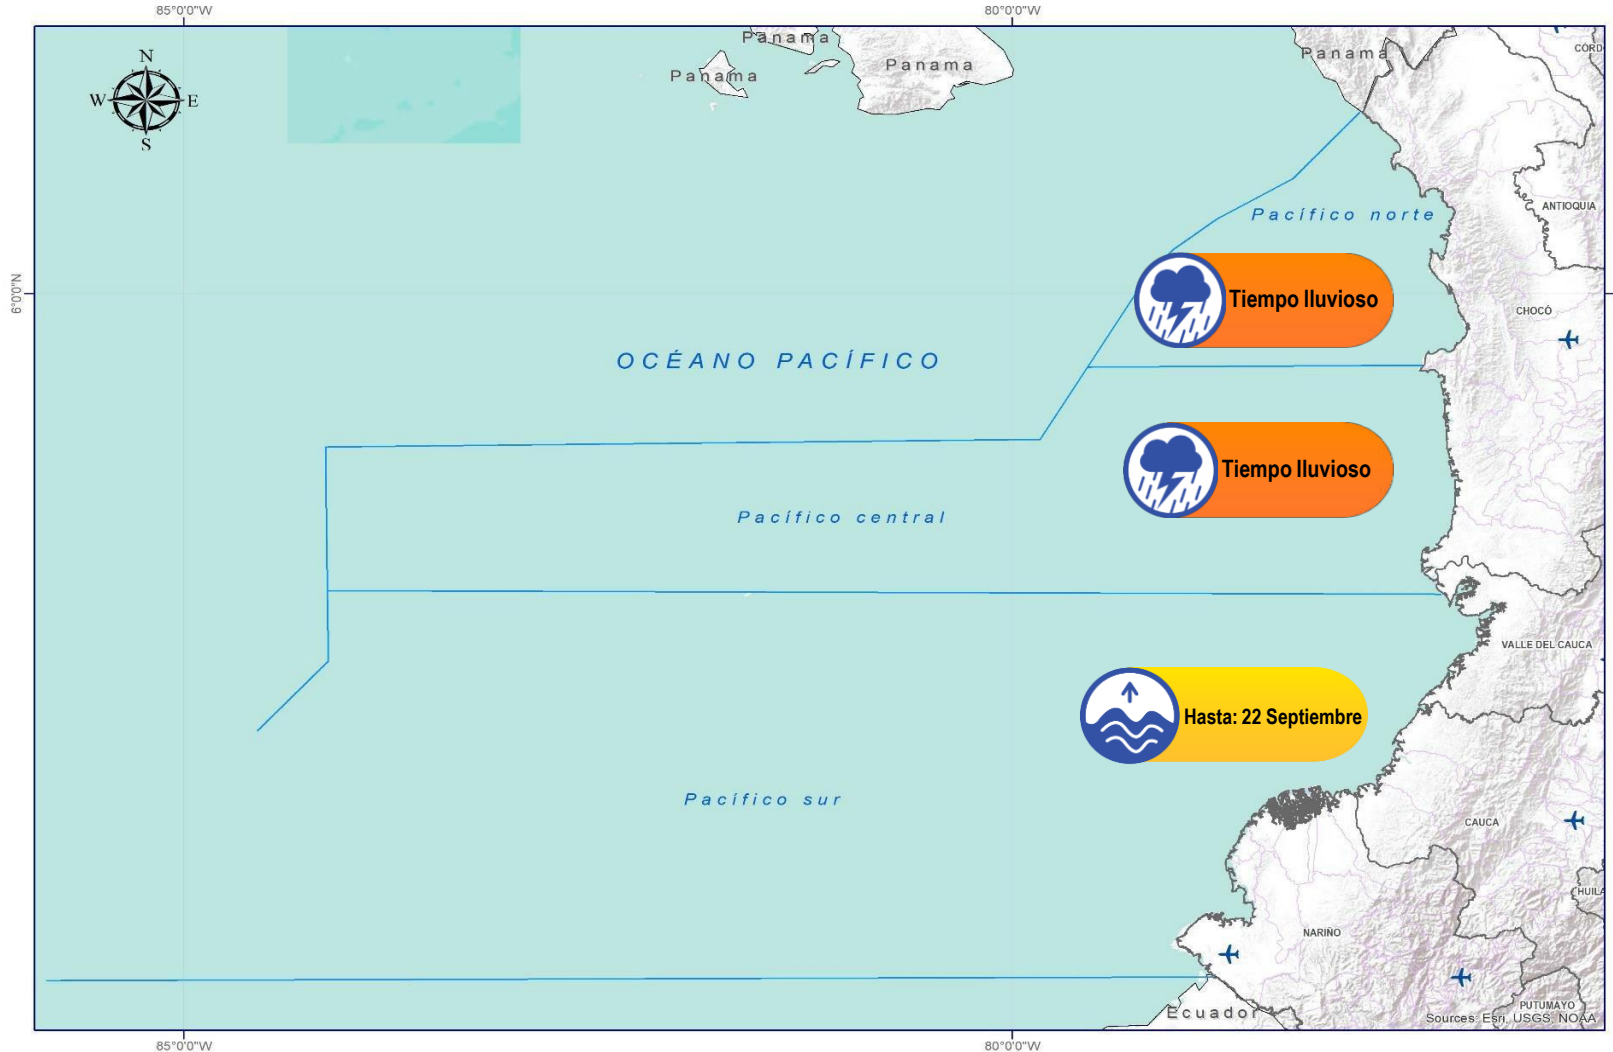 85°0'0"W
80°0'0"W
N
W
E
S
Panama
Panama
Panama
Panama
CÓRD
ANTIOQUIA
Pacífico norte
6°0'0"N
Tiempo lluvioso
CHOCÓ
OCÉANO PACÍFICO
Tiempo lluvioso
Pacífico central
VALLE DEL CAUCA
Hasta: 22 Septiembre
Pacífico sur
CAUCA
HUILA
NARIÑO
PUTUMAYO
Ecuador
Sources: Esri, USGS, NOAA
85°0'0"W
80°0'0"W